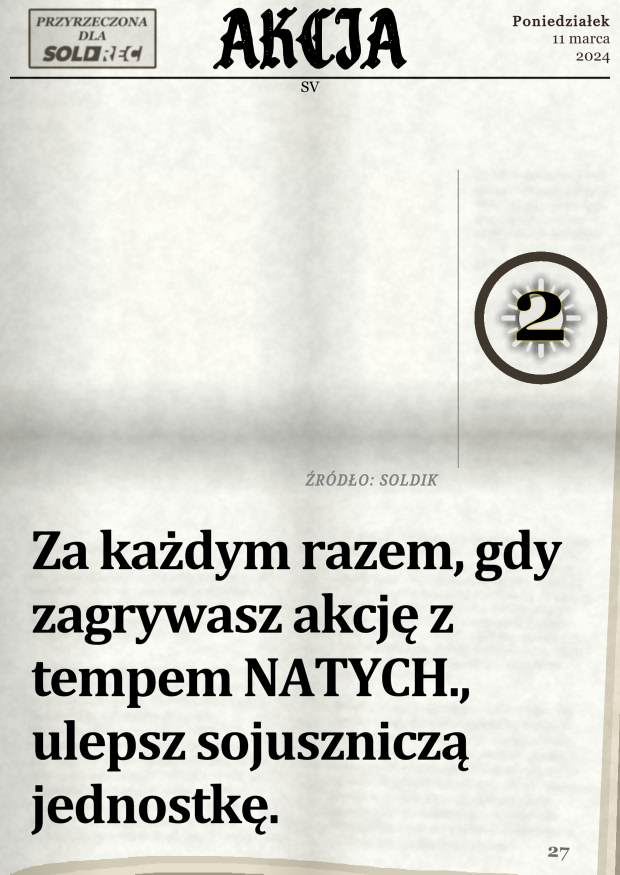 PRZYRZECZONA
DLA
SOLDREC
AKCJA
Poniedziałek
11 marca
2024
SV
2
ŹRÓDŁO: SOLDIK
Za każdym razem, gdy
zagrywasz akcję z
tempem NATYCH.,
ulepsz sojuszniczą
jednostkę.
27